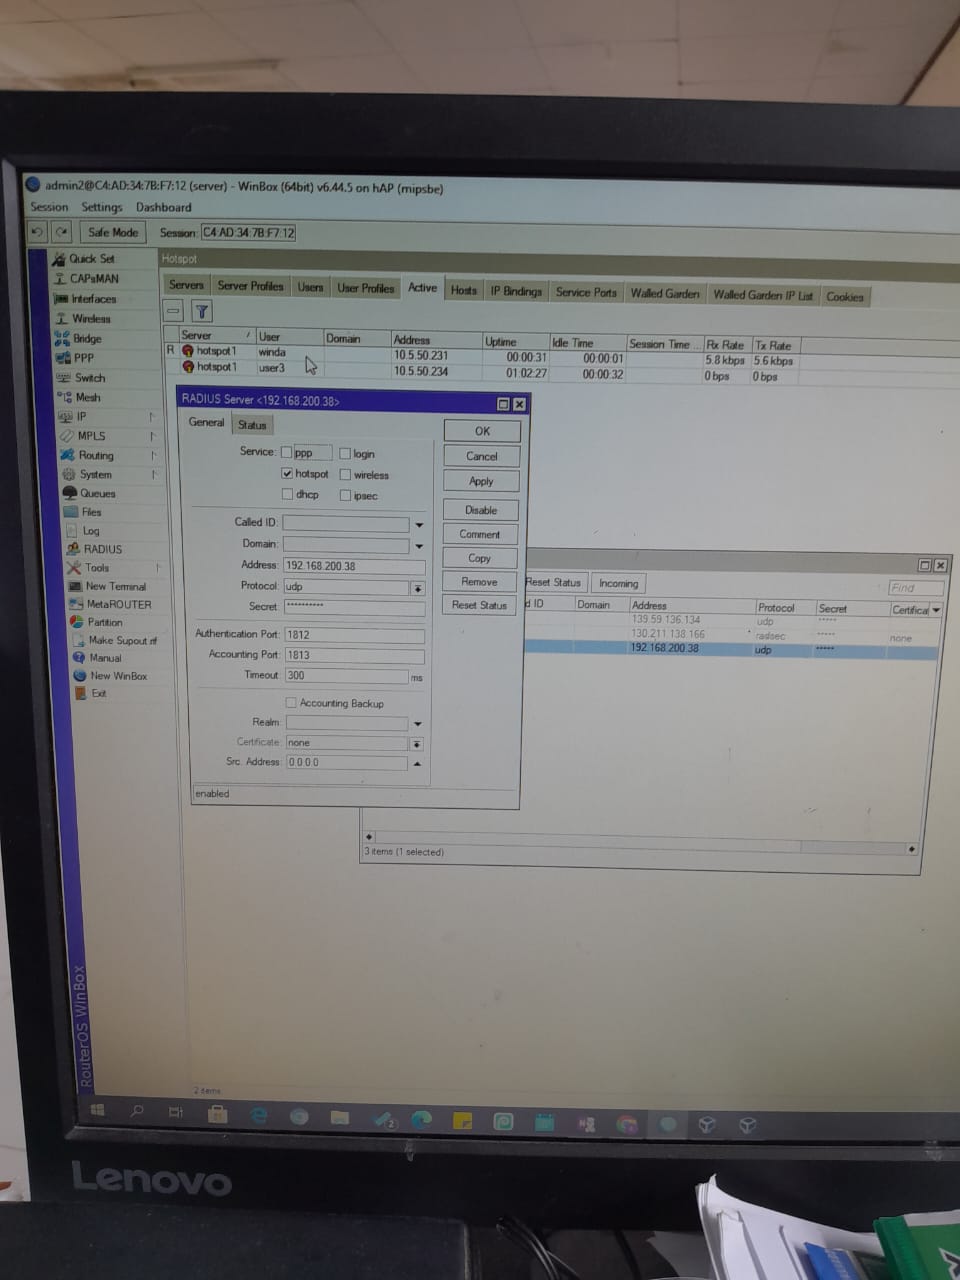 admin2@C4:AD:34:7B:F7:12 (server) - WinBox (64bit) v6.44.5 on hAP (mipsbe)
Session Settings Dashboard
Safe Mode Session: C4:AD:34:7B:F7:12
Quick Set
CAPsMAN
Interfaces
Wireless
Bridge
PPP
Switch
Mesh
IP
MPLS
Routing
System
Queues
Files
Log
RADIUS
Tools
New Terminal
MetaROUTER
Partition
Make Supout.rif
Manual
New WinBox
Exit
RouterOS WinBox
Hotspot
Servers Server Profiles Users User Profiles Active Hosts IP Bindings Service Ports Walled Garden Walled Garden IP List Cookies
Server User Domain Address Uptime Idle Time Session Time ... Rx Rate Tx Rate
R hotspot1 winda 10.5.50.231 00:00:31 00:00:01 5.8 kbps 5.6 kbps
hotspot1 user3 10.5.50.234 01:02:27 00:00:32 0 bps 0 bps
RADIUS Server <192.168.200.38>
General Status
Service: ppp login
hotspot wireless
dhcp ipsec
Called ID:
Domain:
Address: 192.168.200.38
Protocol: udp
Secret: **********
Authentication Port: 1812
Accounting Port: 1813
Timeout: 300 ms
Accounting Backup
Realm:
Certificate: none
Src. Address: 0.0.0.0
enabled
OK
Cancel
Apply
Disable
Comment
Copy
Remove
Reset Status
Reset Status Incoming
Find
d ID Domain Address Protocol Secret Certifica
139.59.136.134 udp *****
130.211.138.166 radsec ***** none
192.168.200.38 udp *****
3 items (1 selected)
2 items
2
Lenovo